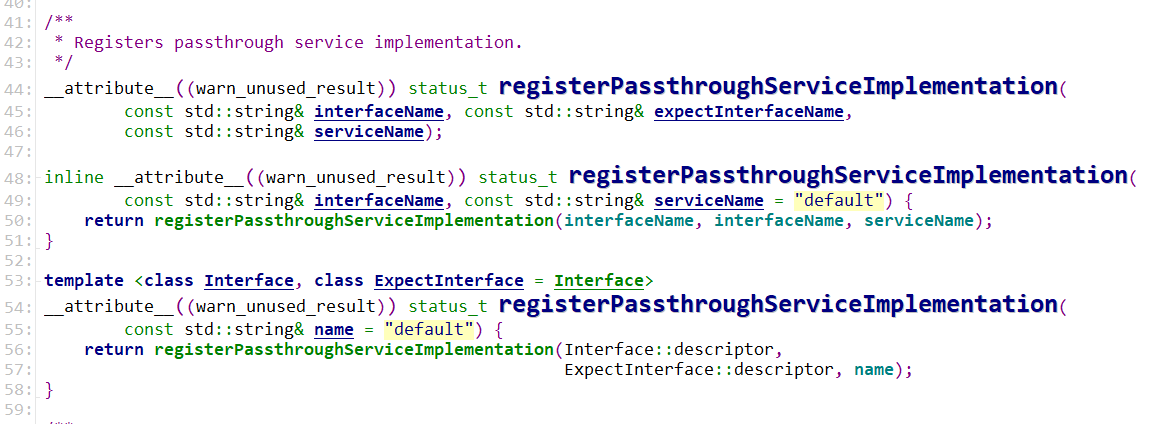 40:
41: /**
42:  * Registers passthrough service implementation.
43:  */
44: __attribute__((warn_unused_result)) status_t registerPassthroughServiceImplementation(
45:         const std::string& interfaceName, const std::string& expectInterfaceName,
46:         const std::string& serviceName);
47:
48: inline __attribute__((warn_unused_result)) status_t registerPassthroughServiceImplementation(
49:         const std::string& interfaceName, const std::string& serviceName = "default") {
50:     return registerPassthroughServiceImplementation(interfaceName, interfaceName, serviceName);
51: }
52:
53: template <class Interface, class ExpectInterface = Interface>
54: __attribute__((warn_unused_result)) status_t registerPassthroughServiceImplementation(
55:         const std::string& name = "default") {
56:     return registerPassthroughServiceImplementation(Interface::descriptor,
57:                                                     ExpectInterface::descriptor, name);
58: }
59:
/**